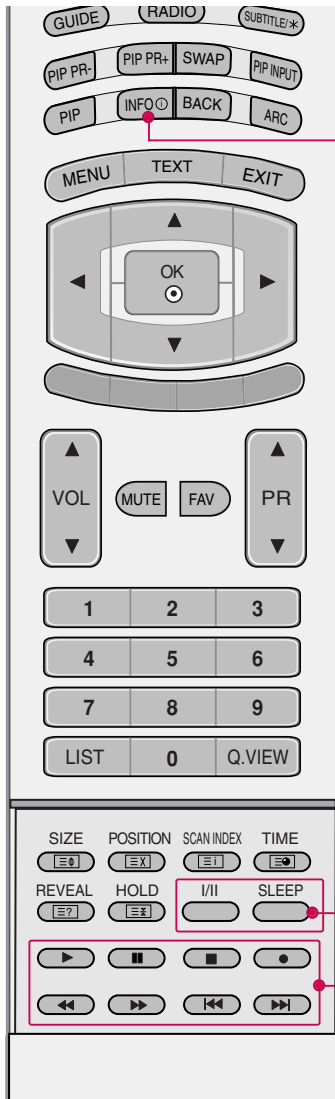 GUIDE RADIO SUBTITLE/*
PIP PR- PIP PR+ SWAP PIP INPUT
PIP INFO i BACK ARC
MENU TEXT EXIT
OK
VOL MUTE FAV PR
1 2 3
4 5 6
7 8 9
LIST 0 Q.VIEW
SIZE POSITION SCAN INDEX TIME
REVEAL HOLD I/II SLEEP